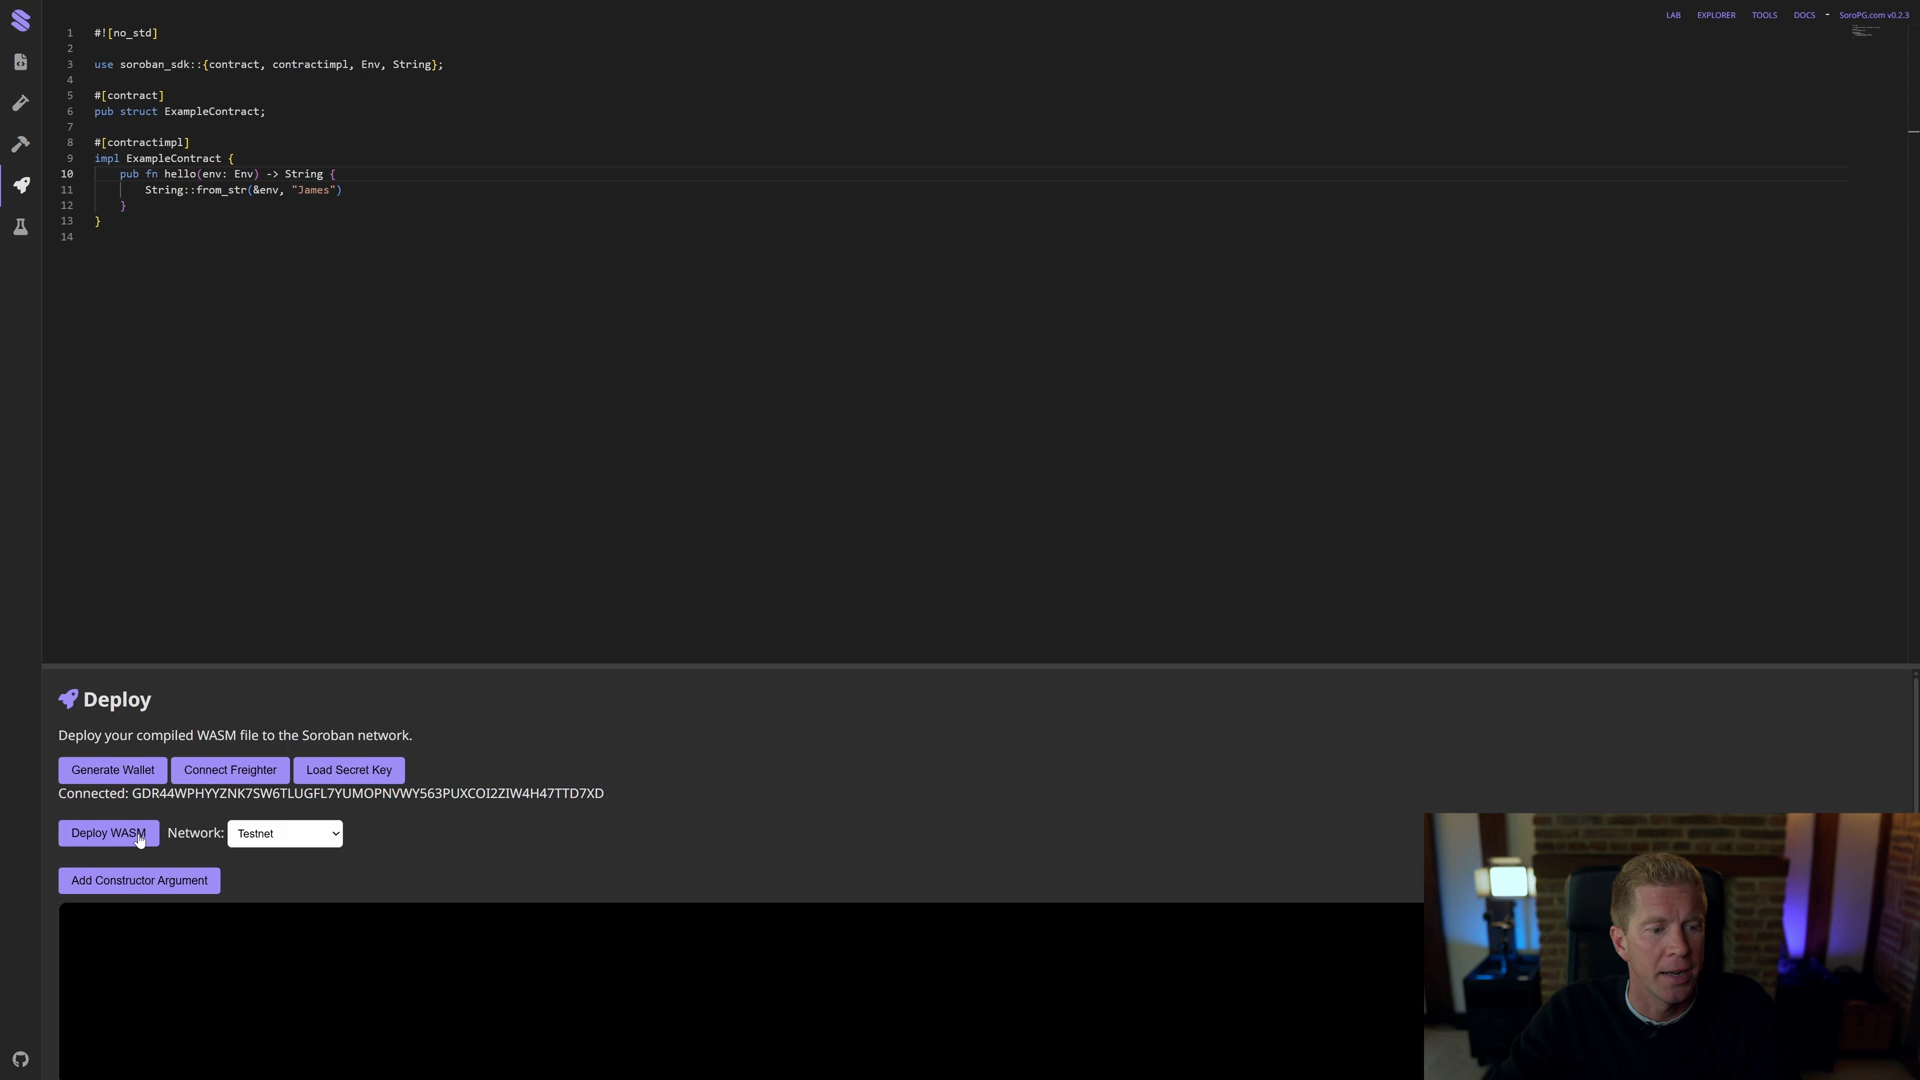 LAB EXPLORER TOOLS DOCS - SoroPG.com v0.2.3
1 #![no_std]
2
3 use soroban_sdk::{contract, contractimpl, Env, String};
4
5 #[contract]
6 pub struct ExampleContract;
7
8 #[contractimpl]
9 impl ExampleContract {
10 pub fn hello(env: Env) -> String {
11 String::from_str(&env, "James")
12 }
13 }
14
Deploy
Deploy your compiled WASM file to the Soroban network.
Generate Wallet Connect Freighter Load Secret Key
Connected: GDR44WPHYYZNK7SW6TLUGFL7YUMOPNVWY563PUXCOI2ZIW4H47TTD7XD
Deploy WASM Network: Testnet
Add Constructor Argument